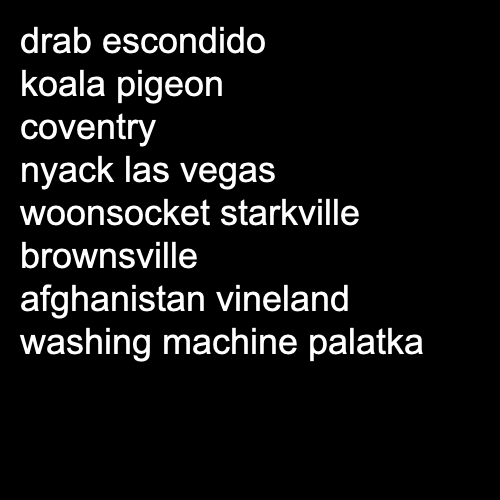 drab escondido
koala pigeon
coventry
nyack las vegas
woonsocket starkville
brownsville
afghanistan vineland
washing machine palatka